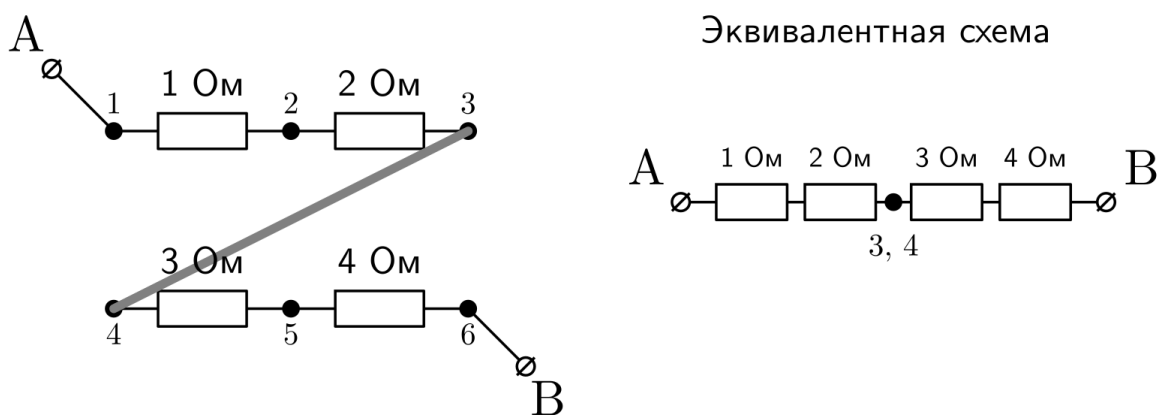 Эквивалентная схема
A
1 Ом
2 Ом
1
2
3
3 Ом
4 Ом
4
5
6
B
A
1 Ом
2 Ом
3 Ом
4 Ом
B
3, 4